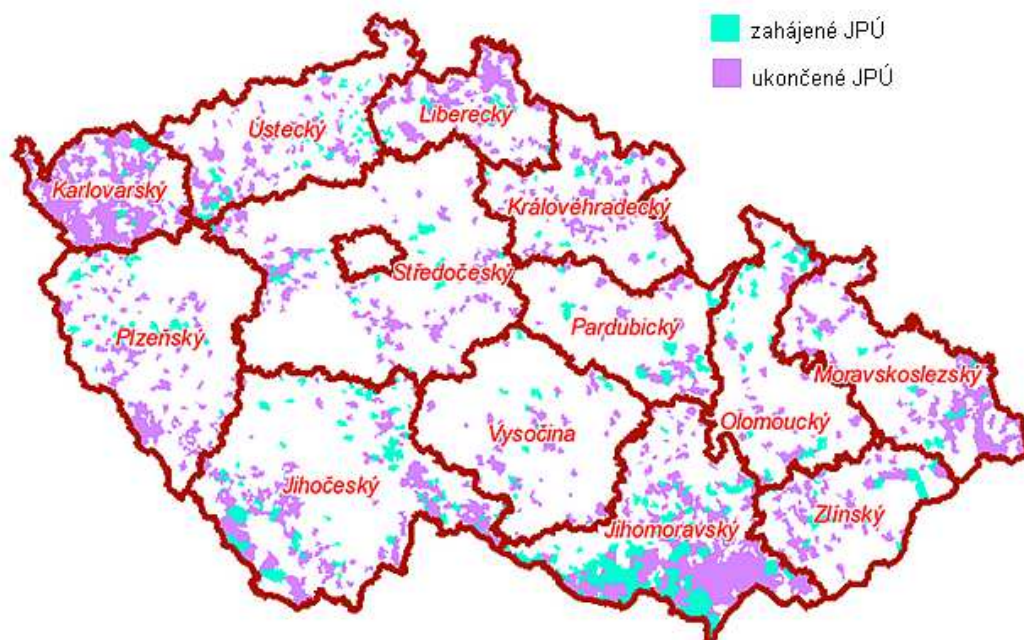 zahájené JPÚ
ukončené JPÚ
Liberecký
Ústecký
Karlovarský
Královéhradecký
Středočeský
Plzeňský
Pardubický
Moravskoslezský
Olomoucký
Vysočina
Jihočeský
Zlínský
Jihomoravský